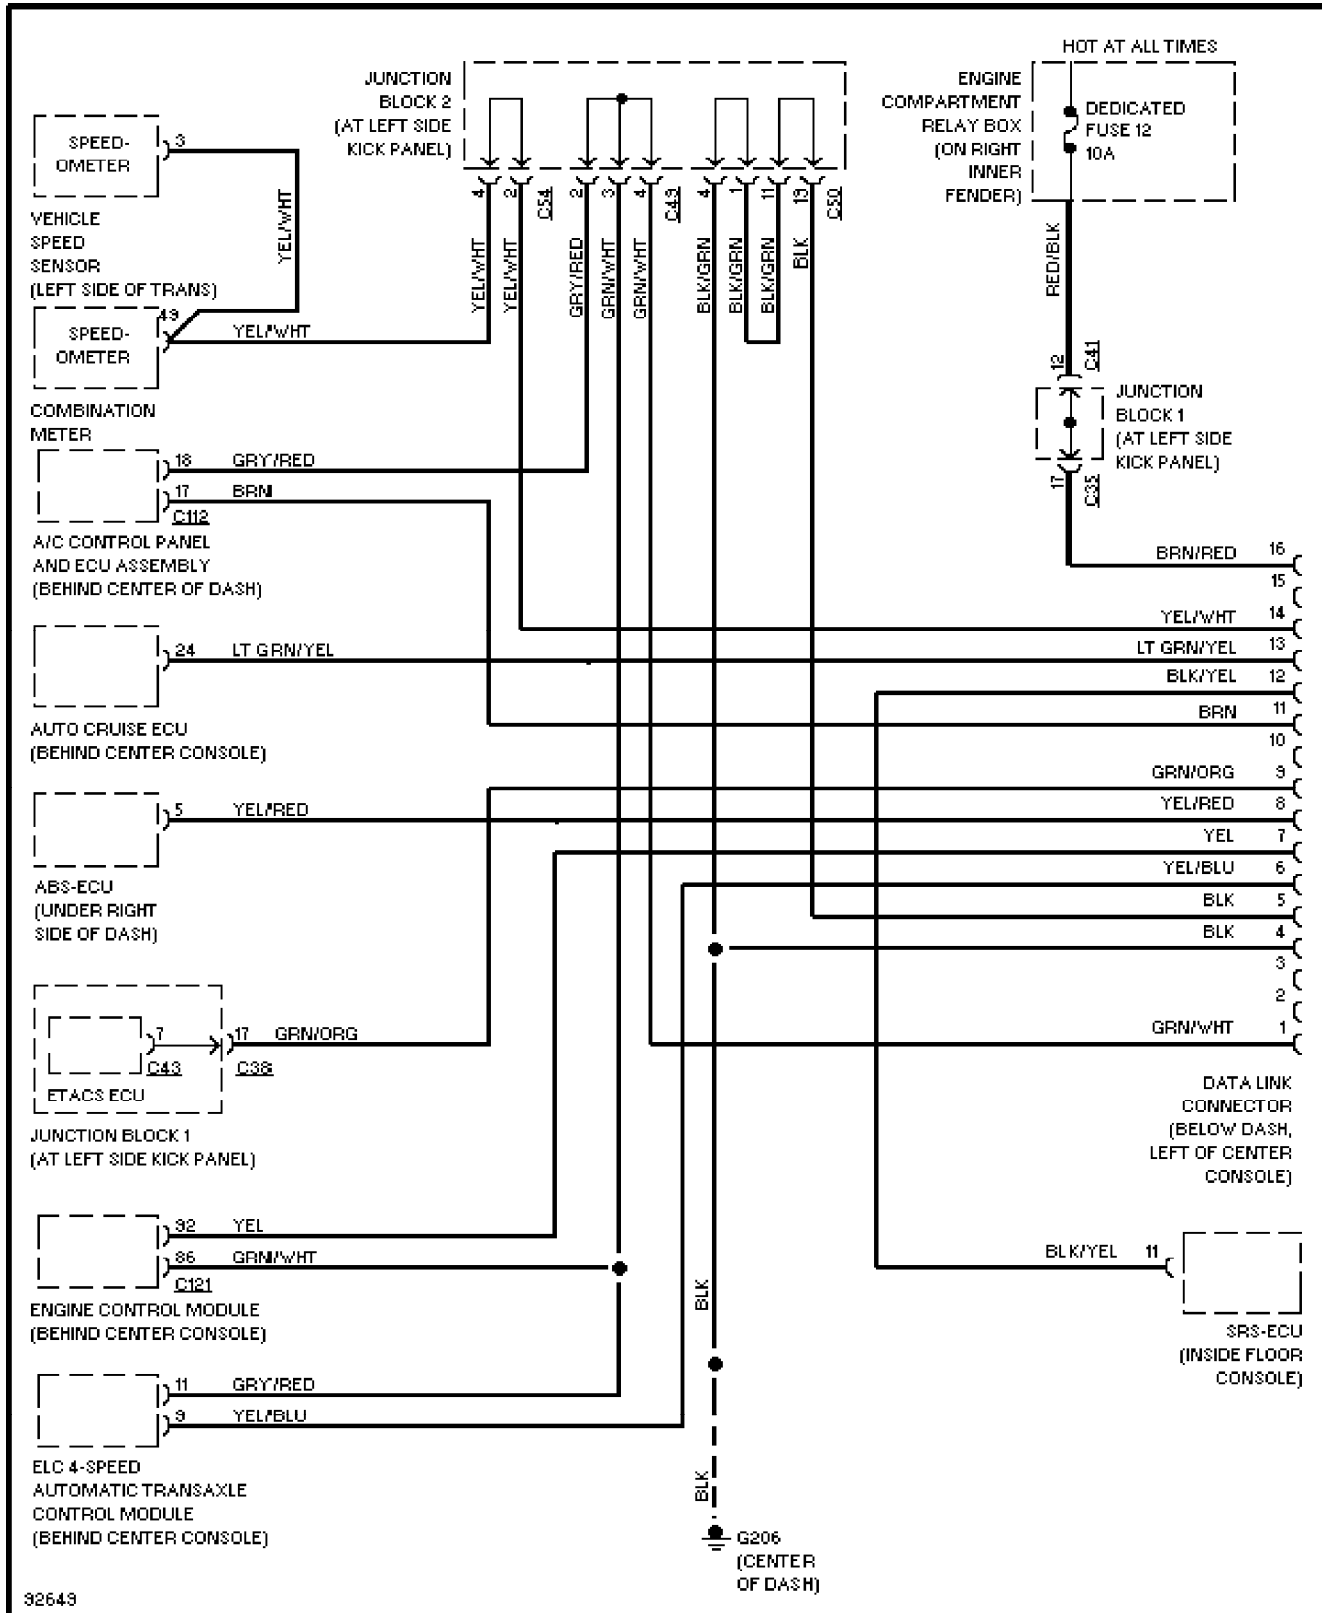 HOT AT ALL TIMES
JUNCTION
BLOCK 2
(AT LEFT SIDE
KICK PANEL)
ENGINE
COMPARTMENT
RELAY BOX
(ON RIGHT
INNER
FENDER)
DEDICATED
FUSE 12
10A
SPEED-
OMETER
3
VEHICLE
SPEED
SENSOR
(LEFT SIDE OF TRANS)
YEL/WHT
4
2
C54
2
3
4
C49
4
1
11
19
C50
YEL/WHT
YEL/WHT
GRY/RED
GRN/WHT
GRN/WHT
BLK/GRN
BLK/GRN
BLK/GRN
BLK
RED/BLK
SPEED-
OMETER
49
YEL/WHT
COMBINATION
METER
12
C41
JUNCTION
BLOCK 1
(AT LEFT SIDE
KICK PANEL)
17
C35
18
GRY/RED
17
BRN
C112
A/C CONTROL PANEL
AND ECU ASSEMBLY
(BEHIND CENTER OF DASH)
24
LT GRN/YEL
AUTO CRUISE ECU
(BEHIND CENTER CONSOLE)
5
YEL/RED
ABS-ECU
(UNDER RIGHT
SIDE OF DASH)
BRN/RED 16
15
YEL/WHT 14
LT GRN/YEL 13
BLK/YEL 12
BRN 11
10
GRN/ORG 9
YEL/RED 8
YEL 7
YEL/BLU 6
BLK 5
BLK 4
3
2
GRN/WHT 1
DATA LINK
CONNECTOR
(BELOW DASH,
LEFT OF CENTER
CONSOLE)
7
17
GRN/ORG
C43
C38
ETACS ECU
JUNCTION BLOCK 1
(AT LEFT SIDE KICK PANEL)
92
YEL
86
GRN/WHT
C121
ENGINE CONTROL MODULE
(BEHIND CENTER CONSOLE)
BLK/YEL 11
SRS-ECU
(INSIDE FLOOR
CONSOLE)
BLK
11
GRY/RED
9
YEL/BLU
ELC 4-SPEED
AUTOMATIC TRANSAXLE
CONTROL MODULE
(BEHIND CENTER CONSOLE)
BLK
G206
(CENTER
OF DASH)
92649